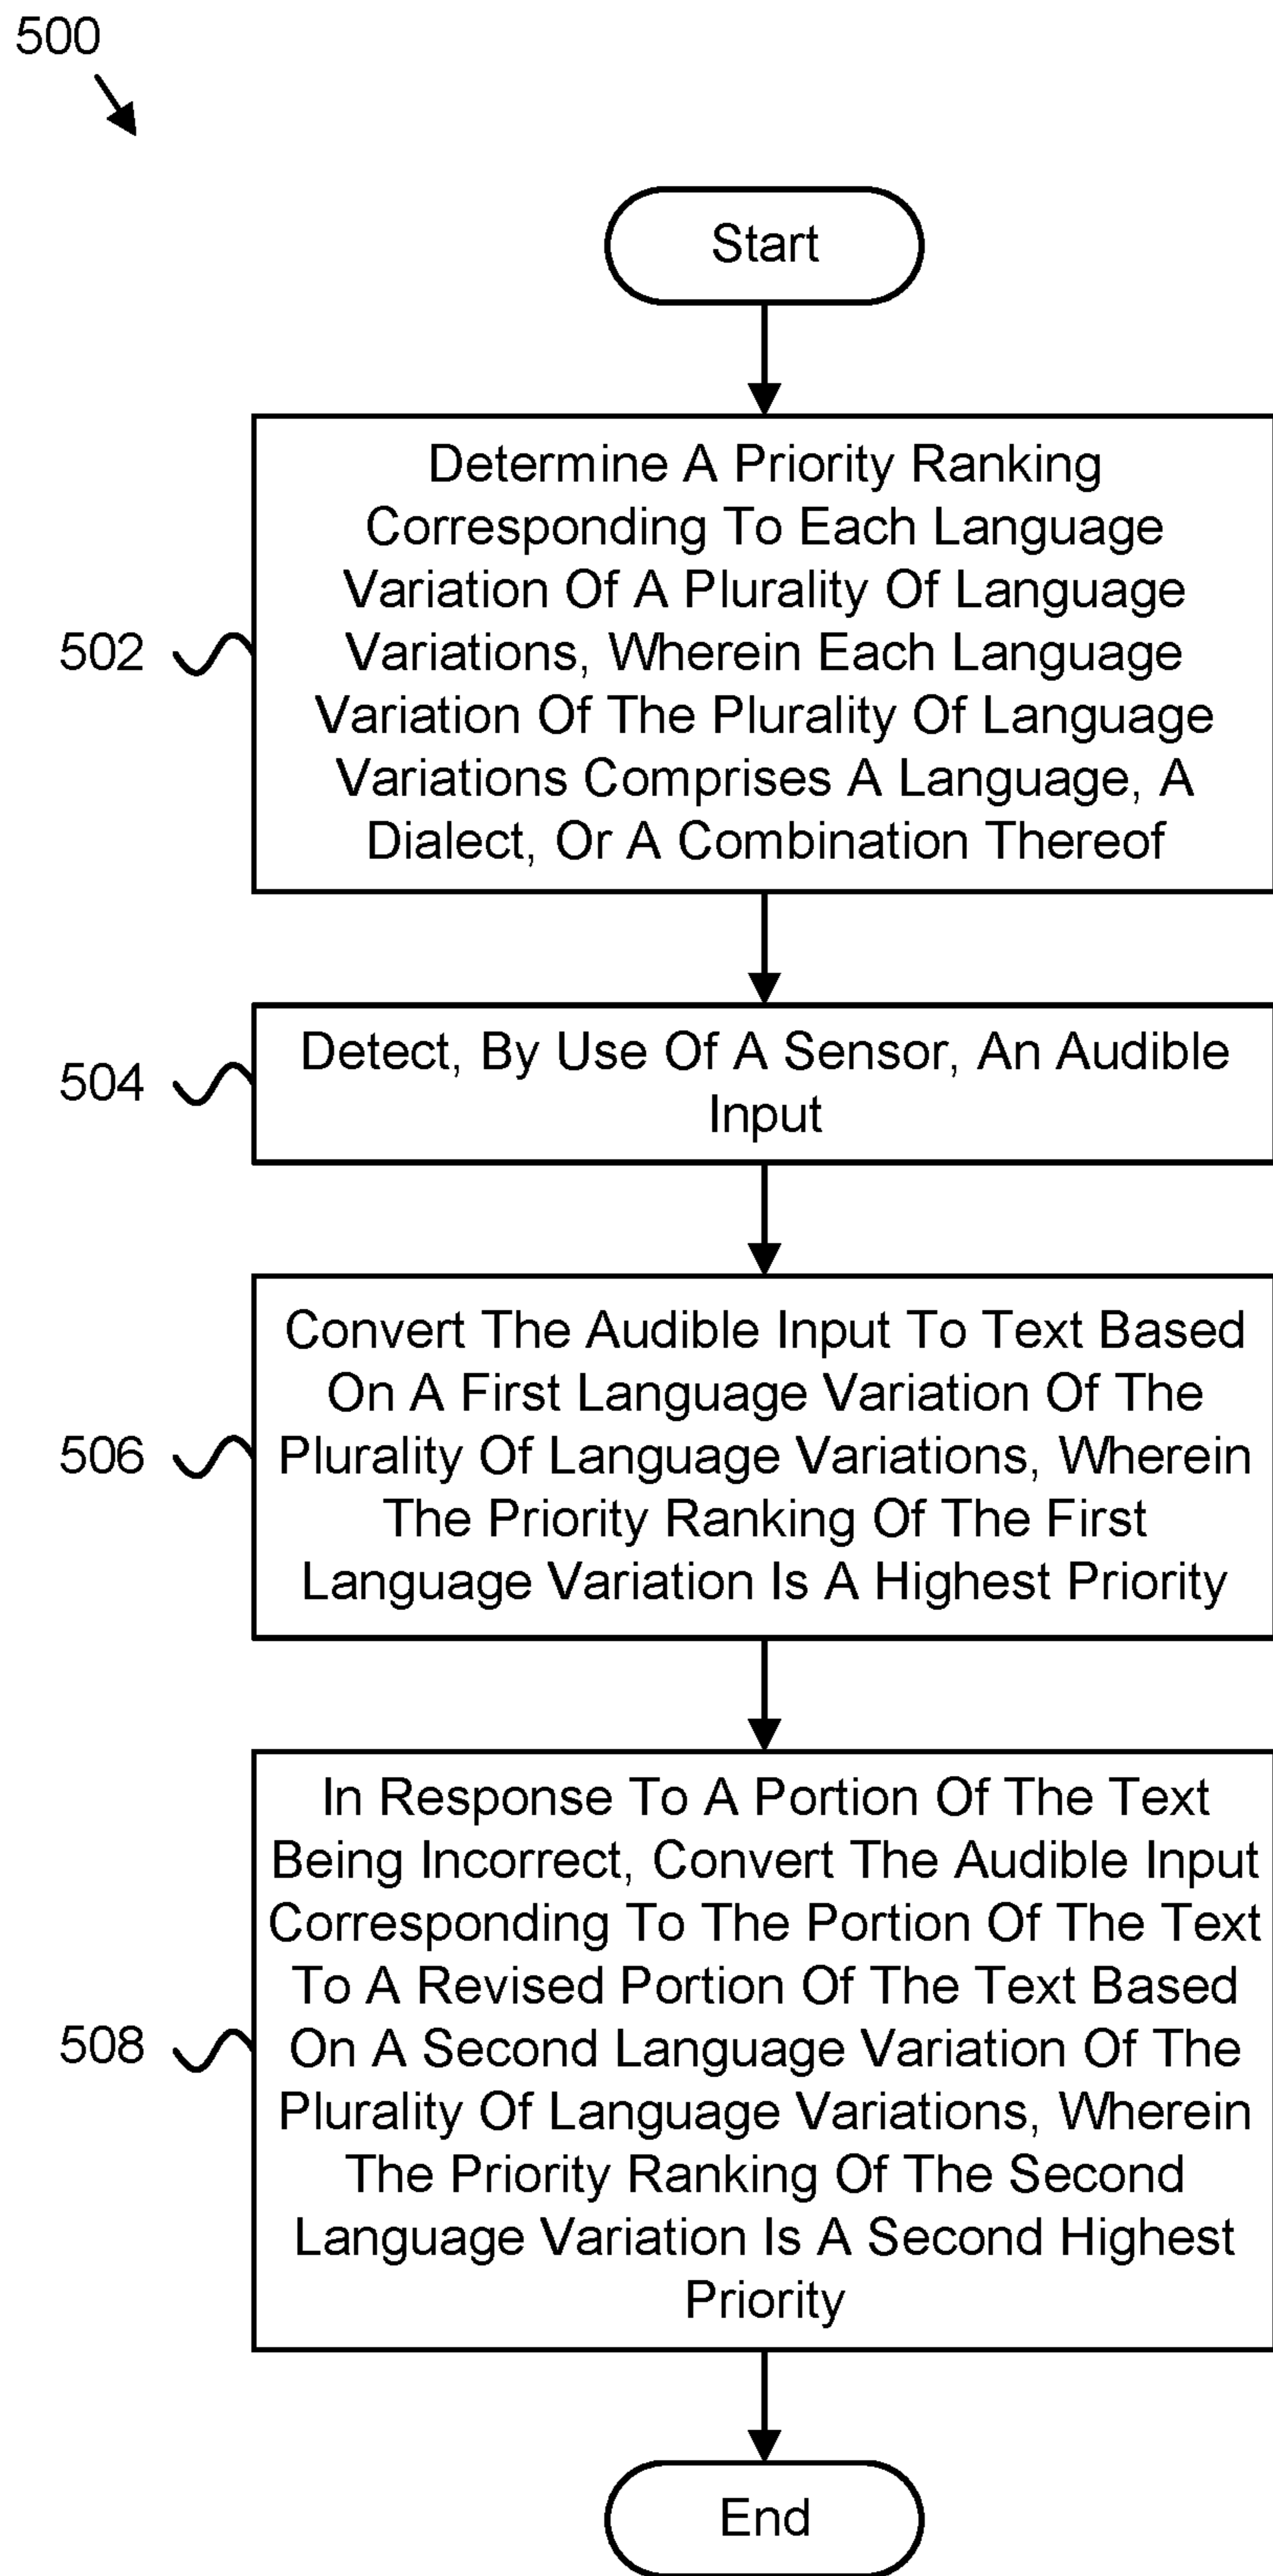 500
Start
Determine A Priority Ranking
Corresponding To Each Language
Variation Of A Plurality Of Language
Variations, Wherein Each Language
Variation Of The Plurality Of Language
Variations Comprises A Language, A
Dialect, Or A Combination Thereof
502
Detect, By Use Of A Sensor, An Audible
Input
504
Convert The Audible Input To Text Based
On A First Language Variation Of The
Plurality Of Language Variations, Wherein
The Priority Ranking Of The First
Language Variation Is A Highest Priority
506
In Response To A Portion Of The Text
Being Incorrect, Convert The Audible Input
Corresponding To The Portion Of The Text
To A Revised Portion Of The Text Based
On A Second Language Variation Of The
Plurality Of Language Variations, Wherein
The Priority Ranking Of The Second
Language Variation Is A Second Highest
Priority
508
End